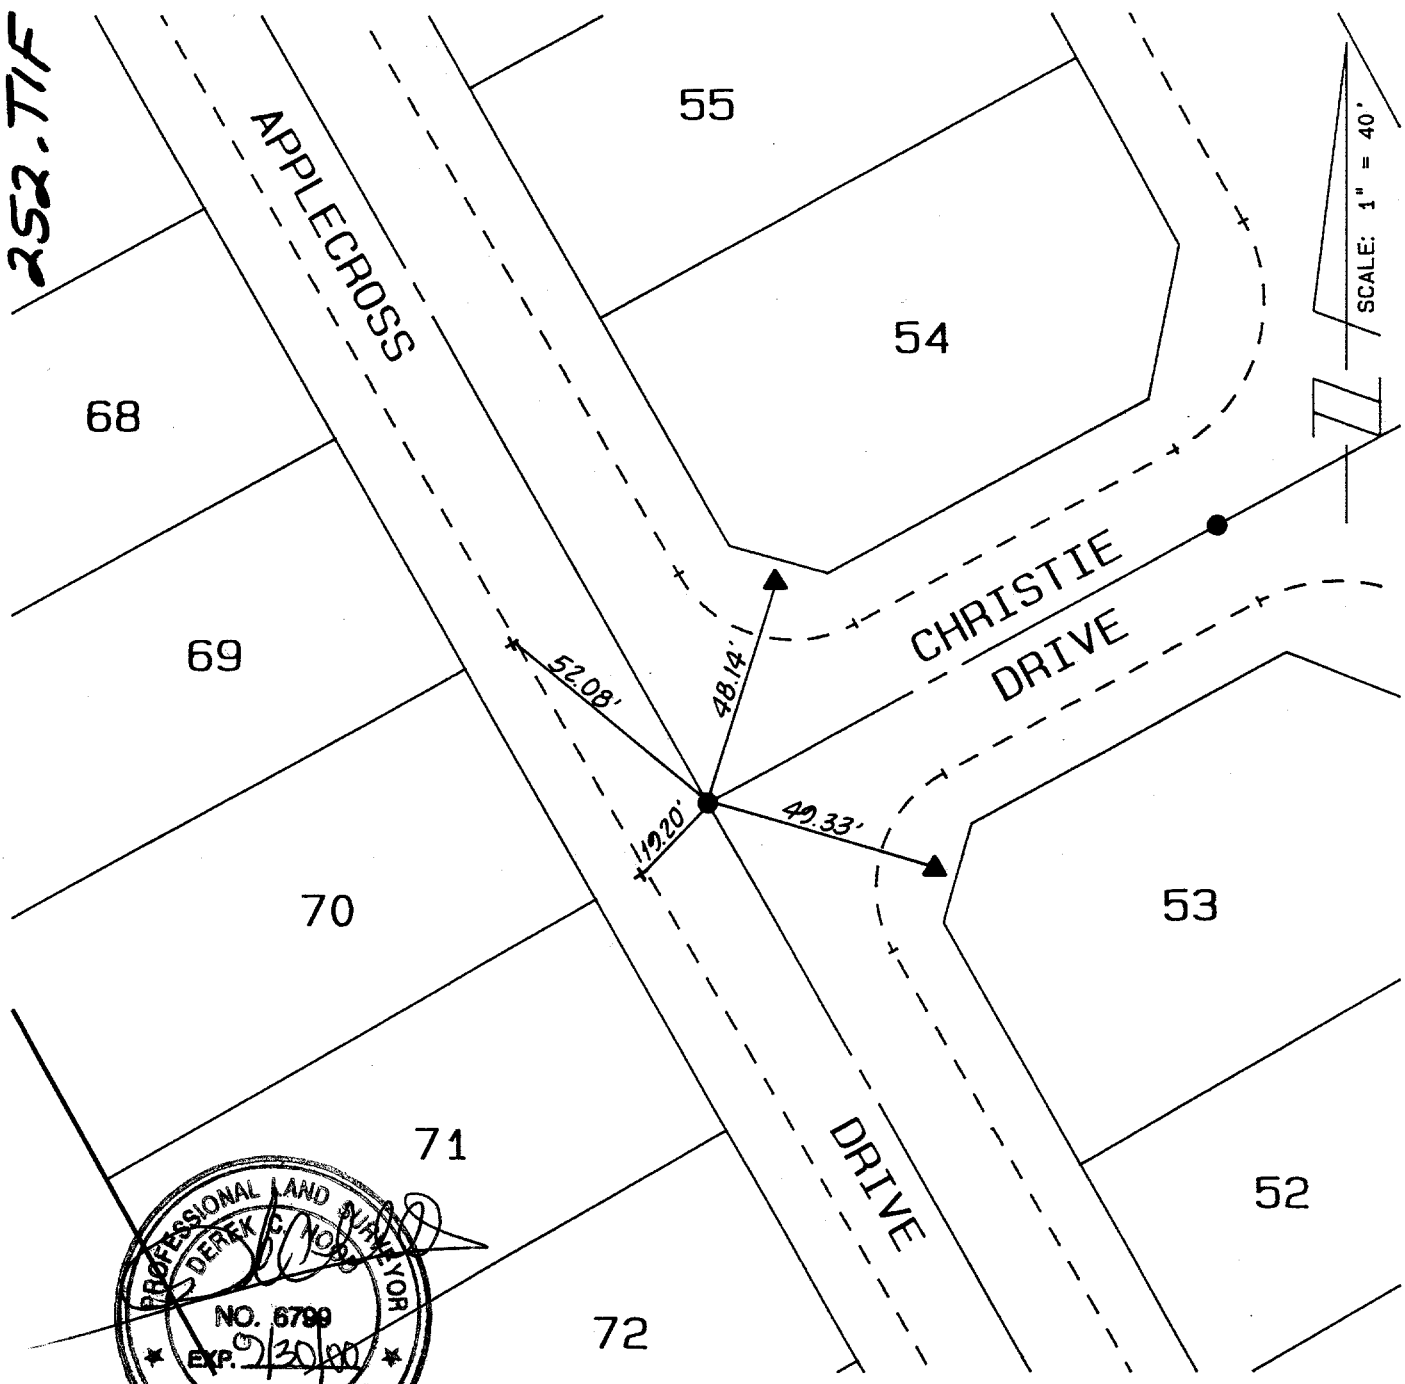 252.TIF
55
APPLECROSS
SCALE: 1" = 40'
54
68
CHRISTIE
DRIVE
69
52.08'
48.14'
49.33'
19.20'
70
53
71
DRIVE
52
72
PROFESSIONAL LAND SURVEYOR
DEREK C.
NO. 6799
EXP. 9/30/00